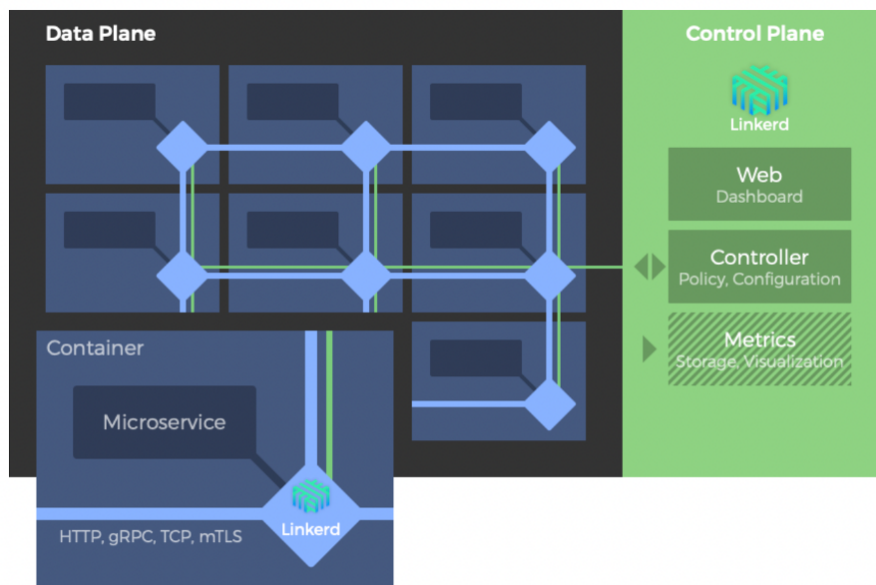 Data Plane
Control Plane
Linkerd
Web
Dashboard
Controller
Policy, Configuration
Metrics
Storage, Visualization
Container
Microservice
Linkerd
HTTP, gRPC, TCP, mTLS